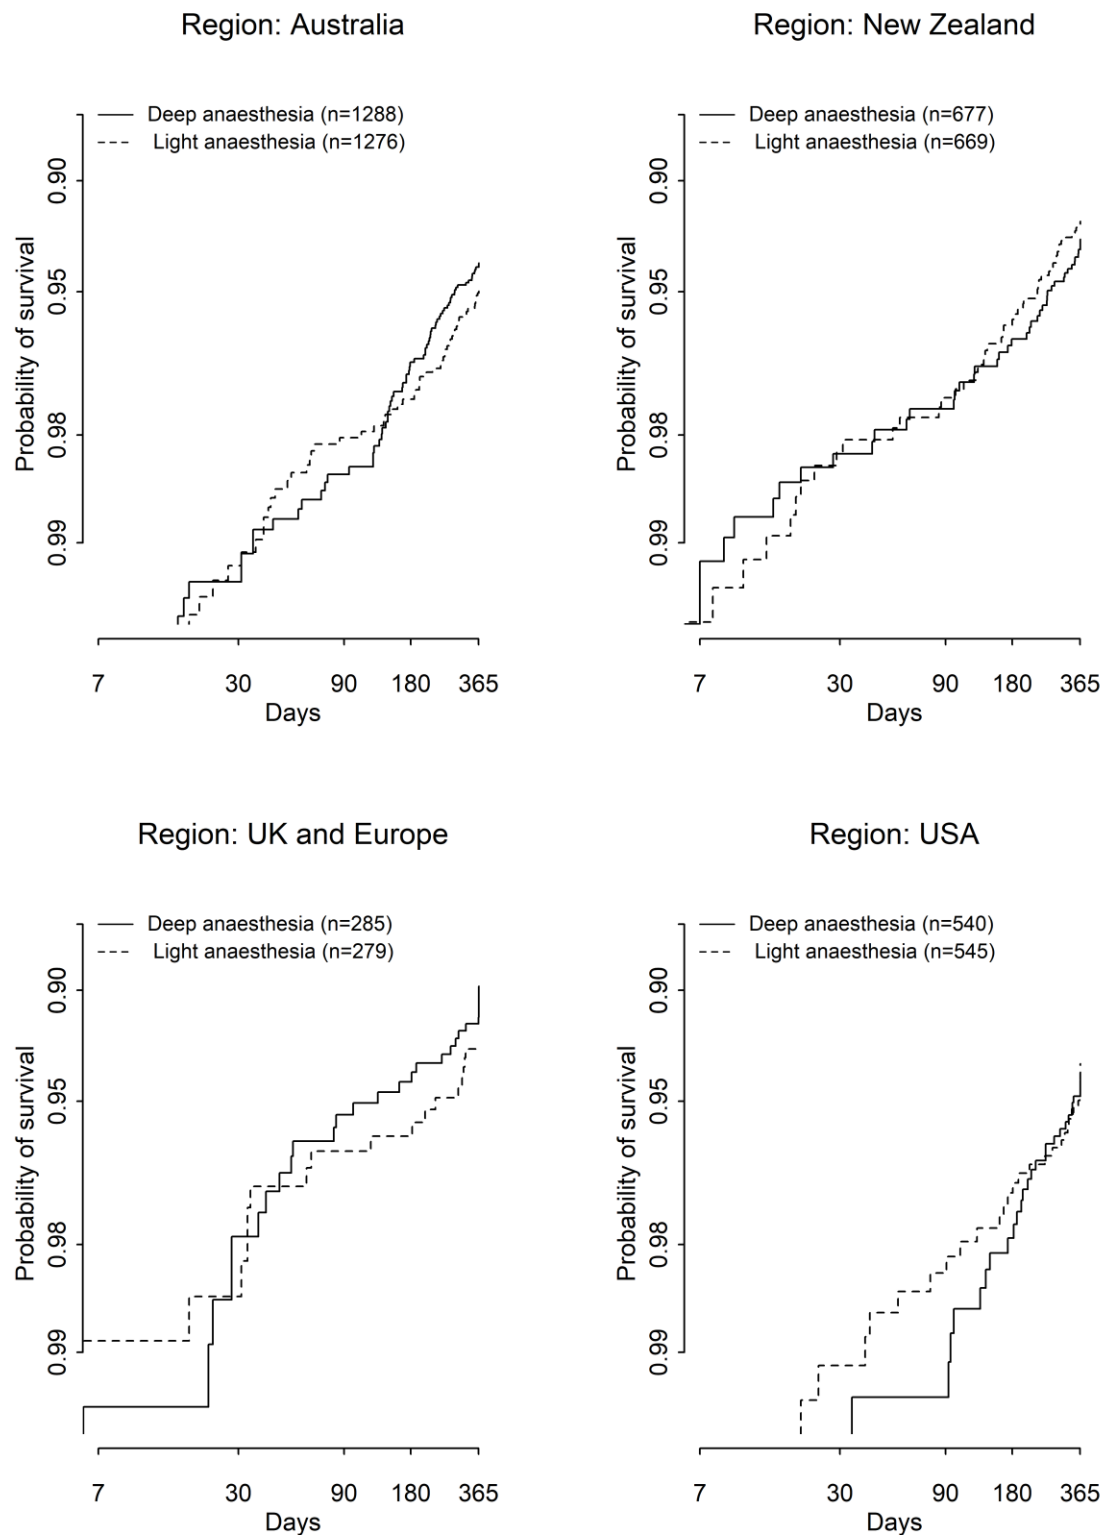 Region: Australia
Deep anaesthesia (n=1288)
Light anaesthesia (n=1276)
Probability of survival
0.90
0.95
0.98
0.99
7 30 90 180 365
Days
Region: New Zealand
Deep anaesthesia (n=677)
Light anaesthesia (n=669)
Probability of survival
0.90
0.95
0.98
0.99
7 30 90 180 365
Days
Region: UK and Europe
Deep anaesthesia (n=285)
Light anaesthesia (n=279)
Probability of survival
0.90
0.95
0.98
0.99
7 30 90 180 365
Days
Region: USA
Deep anaesthesia (n=540)
Light anaesthesia (n=545)
Probability of survival
0.90
0.95
0.98
0.99
7 30 90 180 365
Days